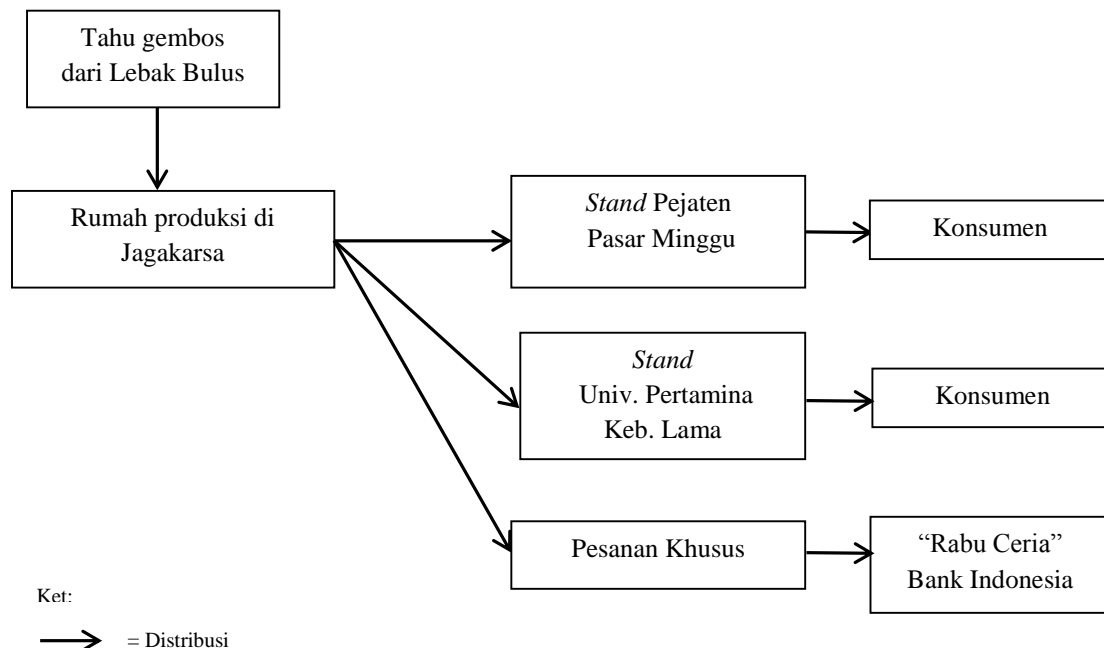 Tahu gembos
dari Lebak Bulus
Rumah produksi di
Jagakarsa
Stand Pejaten
Pasar Minggu
Konsumen
Stand
Univ. Pertamina
Keb. Lama
Konsumen
Pesanan Khusus
“Rabu Ceria”
Bank Indonesia
Ket:
= Distribusi